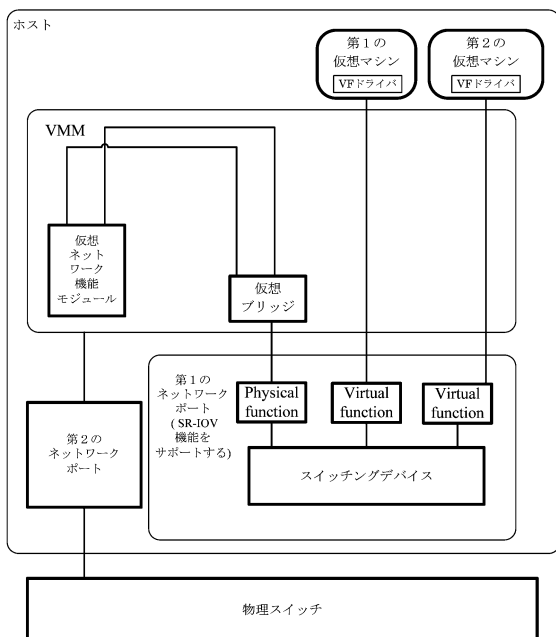 ホスト
第１の
仮想マシン
VFドライバ
第２の
仮想マシン
VFドライバ
VMM
仮想
ネット
ワーク
機能
モジュール
仮想
ブリッジ
第１の
ネットワーク
ポート
( SR-IOV
機能を
サポートする)
Physical
function
Virtual
function
Virtual
function
スイッチングデバイス
第２の
ネットワーク
ポート
物理スイッチ